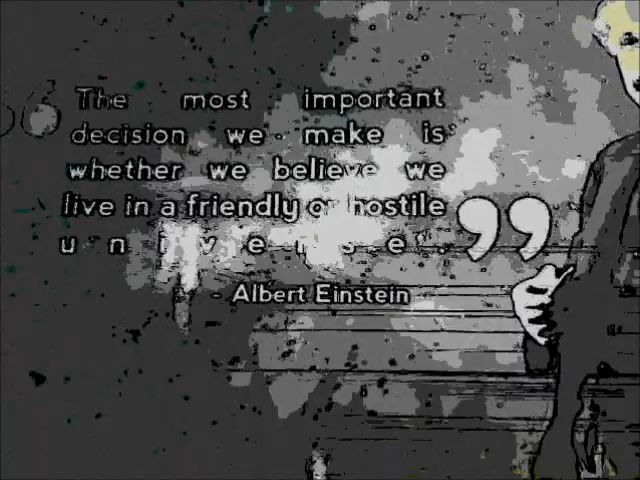 “ The most important
decision we make is
whether we believe we
live in a friendly or hostile
universe. ”
- Albert Einstein